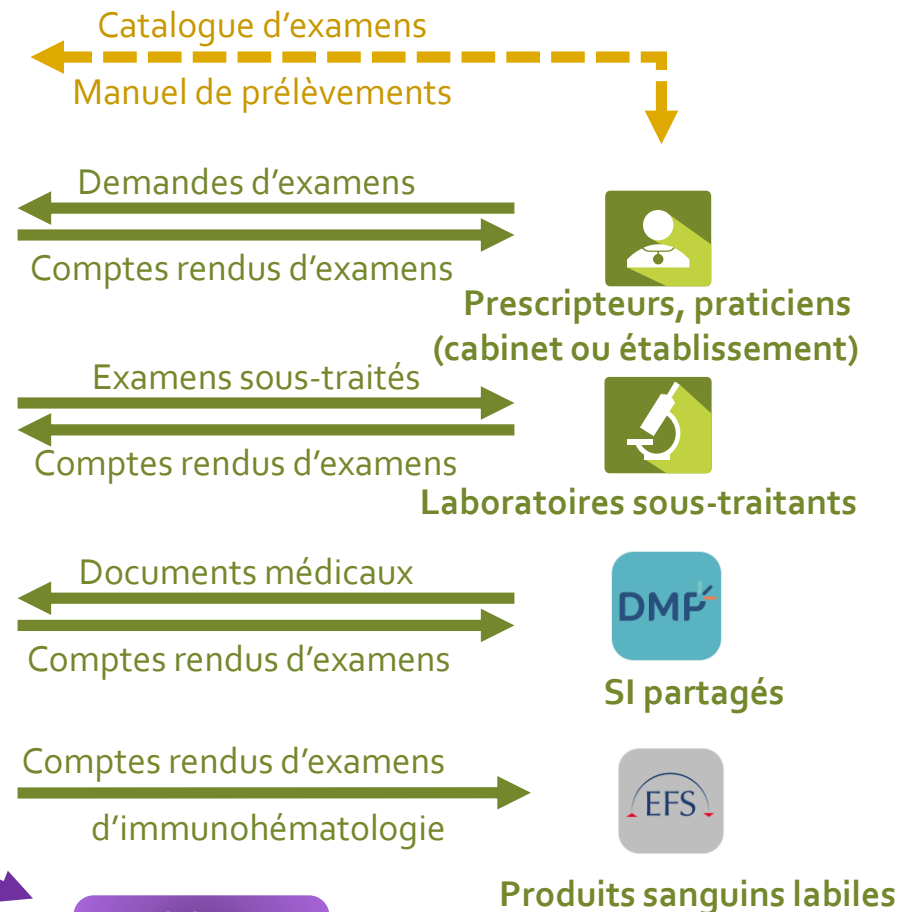 Catalogue d’examens
Manuel de prélèvements
Demandes d’examens
Comptes rendus d’examens
Prescripteurs, praticiens
(cabinet ou établissement)
Examens sous-traités
Comptes rendus d’examens
Laboratoires sous-traitants
Documents médicaux
DMP
Comptes rendus d’examens
SI partagés
Comptes rendus d’examens
EFS
d’immunohématologie
Produits sanguins labiles